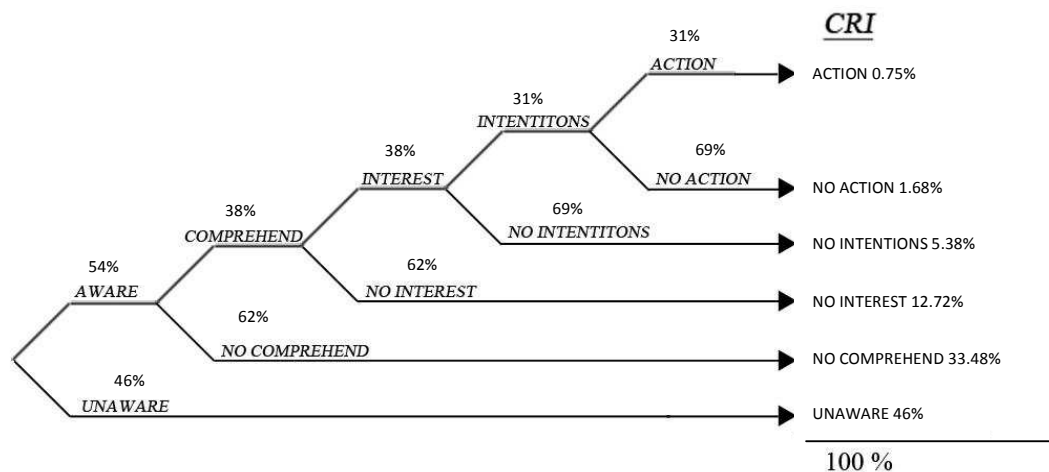 CRI
31%
ACTION
ACTION 0.75%
31%
INTENTITONS
69%
NO ACTION
NO ACTION 1.68%
38%
INTEREST
69%
NO INTENTITONS
NO INTENTIONS 5.38%
38%
COMPREHEND
62%
NO INTEREST
NO INTEREST 12.72%
54%
AWARE
62%
NO COMPREHEND
NO COMPREHEND 33.48%
46%
UNAWARE
UNAWARE 46%
100 %